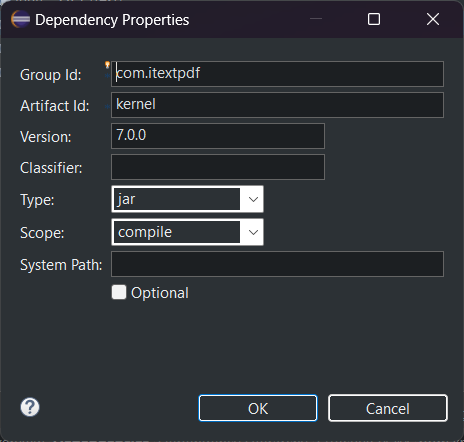 Dependency Properties
Group Id: com.itextpdf
Artifact Id: kernel
Version: 7.0.0
Classifier:
Type: jar
Scope: compile
System Path:
Optional
? OK Cancel